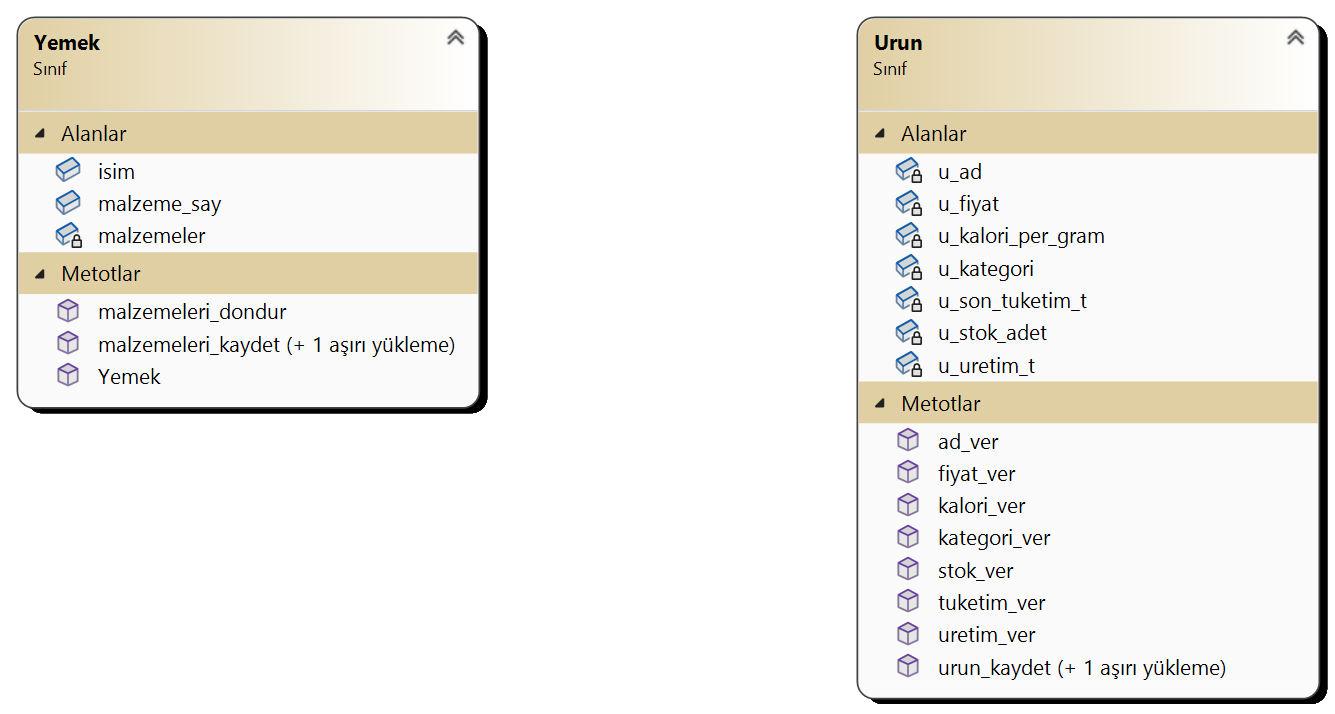 Yemek
Sınıf
Alanlar
isim
malzeme_say
malzemeler
Metotlar
malzemeleri_dondur
malzemeleri_kaydet (+ 1 aşırı yükleme)
Yemek
Urun
Sınıf
Alanlar
u_ad
u_fiyat
u_kalori_per_gram
u_kategori
u_son_tuketim_t
u_stok_adet
u_uretim_t
Metotlar
ad_ver
fiyat_ver
kalori_ver
kategori_ver
stok_ver
tuketim_ver
uretim_ver
urun_kaydet (+ 1 aşırı yükleme)